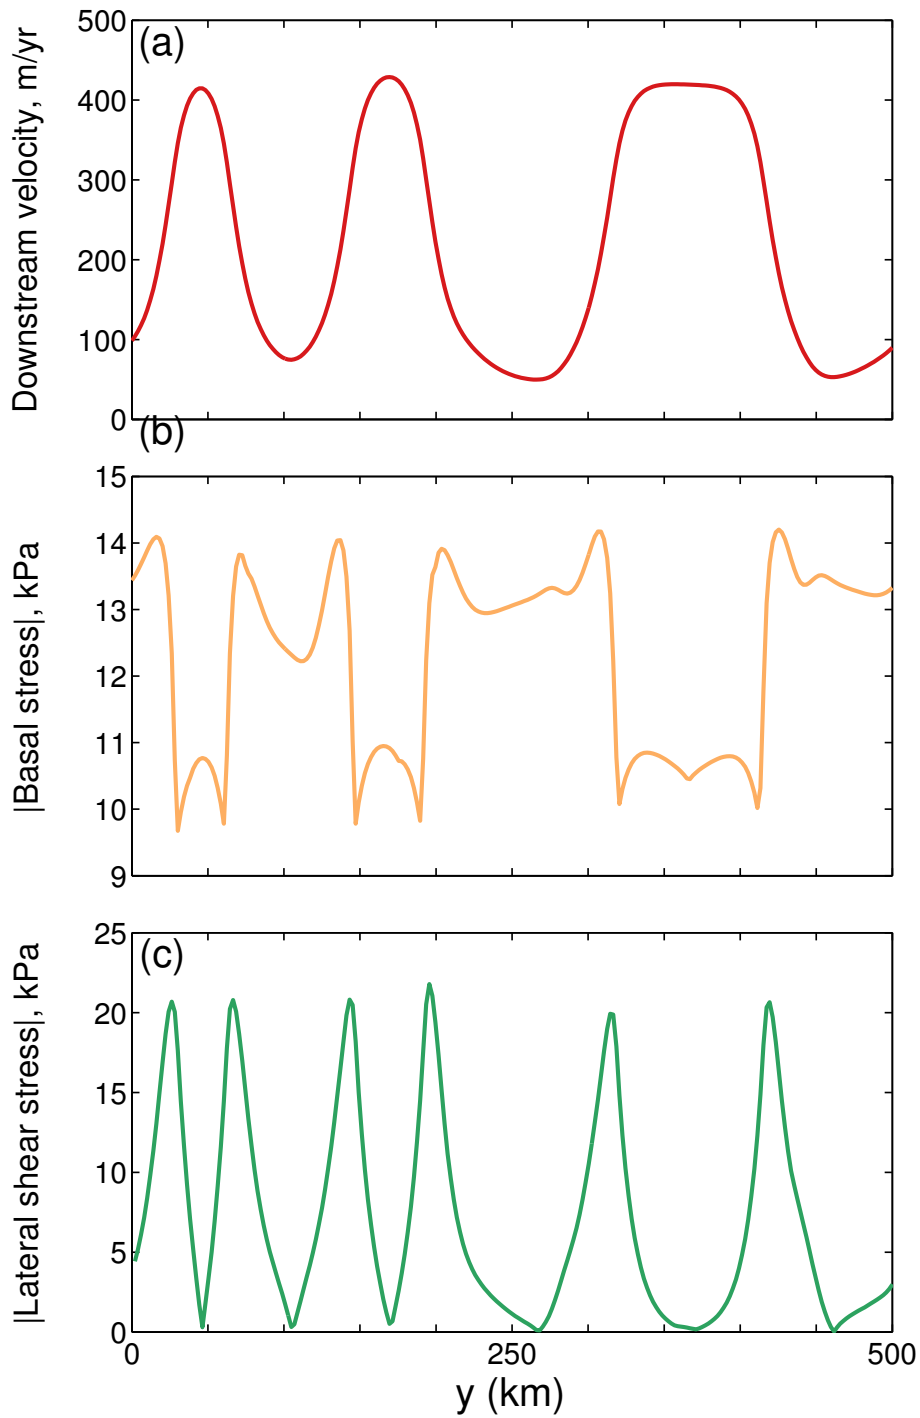 (a)
Downstream velocity, m/yr
500
400
300
200
100
0
(b)
|Basal stress|, kPa
15
14
13
12
11
10
9
(c)
|Lateral shear stress|, kPa
25
20
15
10
5
0
0 250 500
y (km)